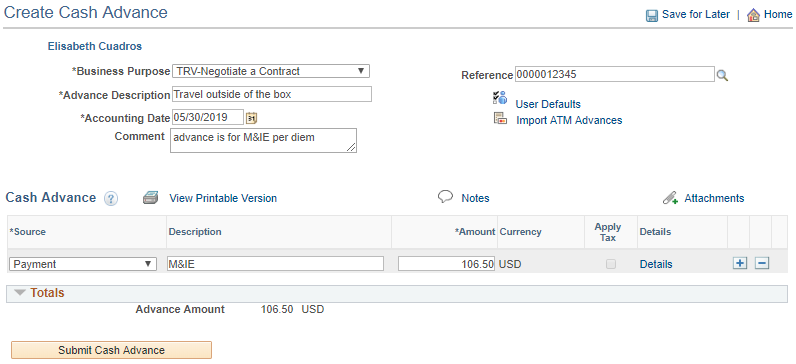 Create Cash Advance
Save for Later | Home
Elisabeth Cuadros
*Business Purpose TRV-Negotiate a Contract
Reference 0000012345
*Advance Description Travel outside of the box
User Defaults
*Accounting Date 05/30/2019 31
Import ATM Advances
Comment advance is for M&IE per diem
Cash Advance ? View Printable Version Notes Attachments
*Source Description *Amount Currency Apply Tax Details
Payment M&IE 106.50 USD Details + −
Totals
Advance Amount 106.50 USD
Submit Cash Advance